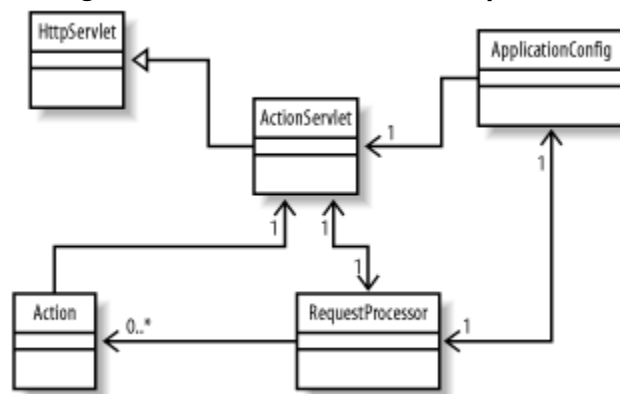 HttpServlet
ApplicationConfig
ActionServlet
1
1
1
1
1
Action
0..*
RequestProcessor
1